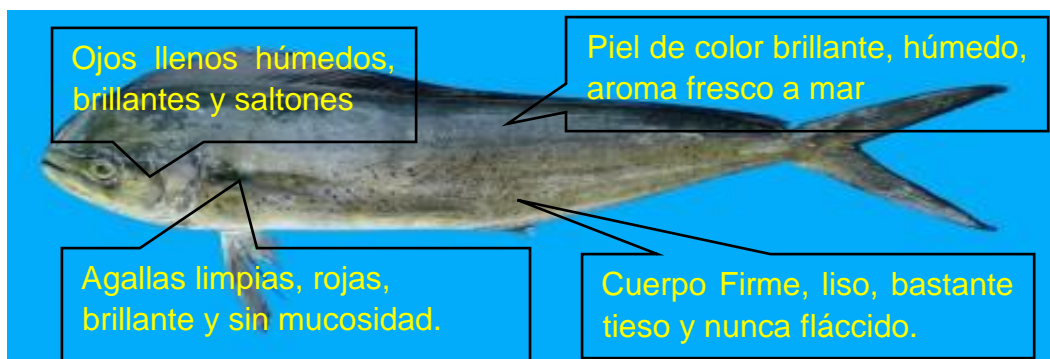 Ojos llenos húmedos,
brillantes y saltones
Piel de color brillante, húmedo,
aroma fresco a mar
Agallas limpias, rojas,
brillante y sin mucosidad.
Cuerpo Firme, liso, bastante
tieso y nunca fláccido.